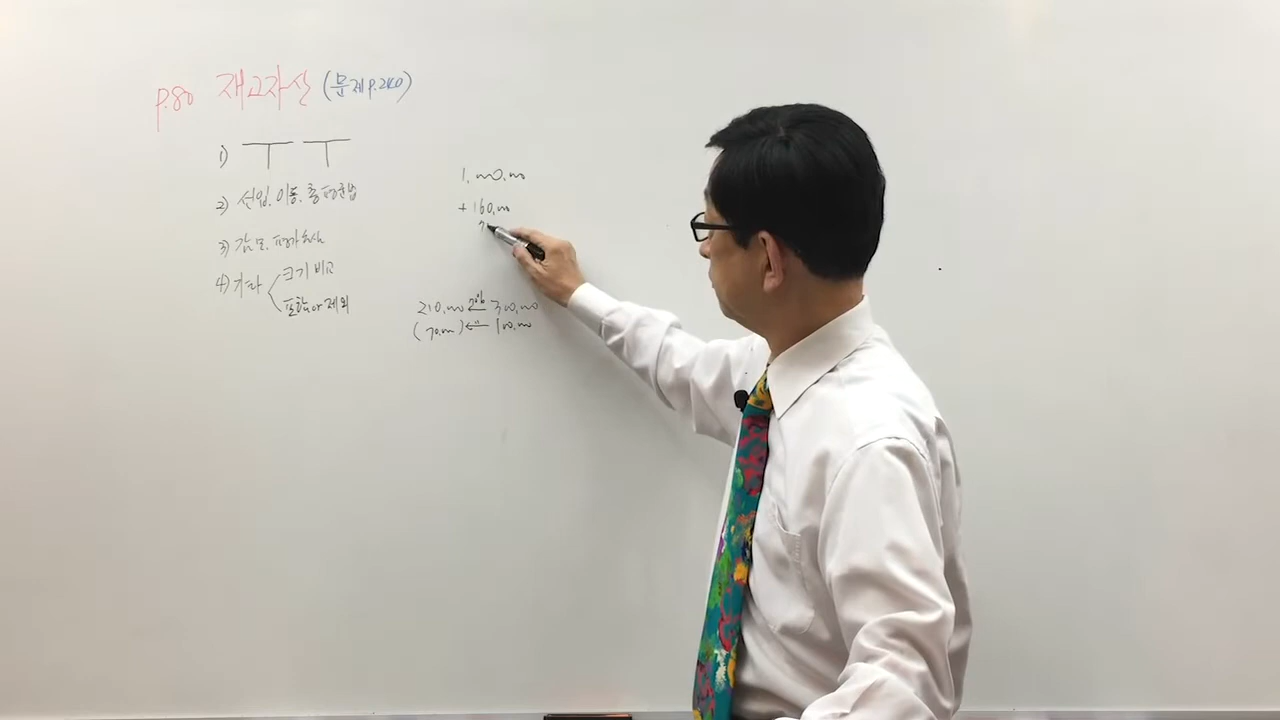 P.80 재고자산 (문제 P.240)
1)
2) 선입, 이동, 총평균법
3) 감모, 평가손실
4) 기타 크기 비교
포함 or 제외
1,000,000
+ 160,000
210,000 ← 300,000
(70,000) ← 100,000